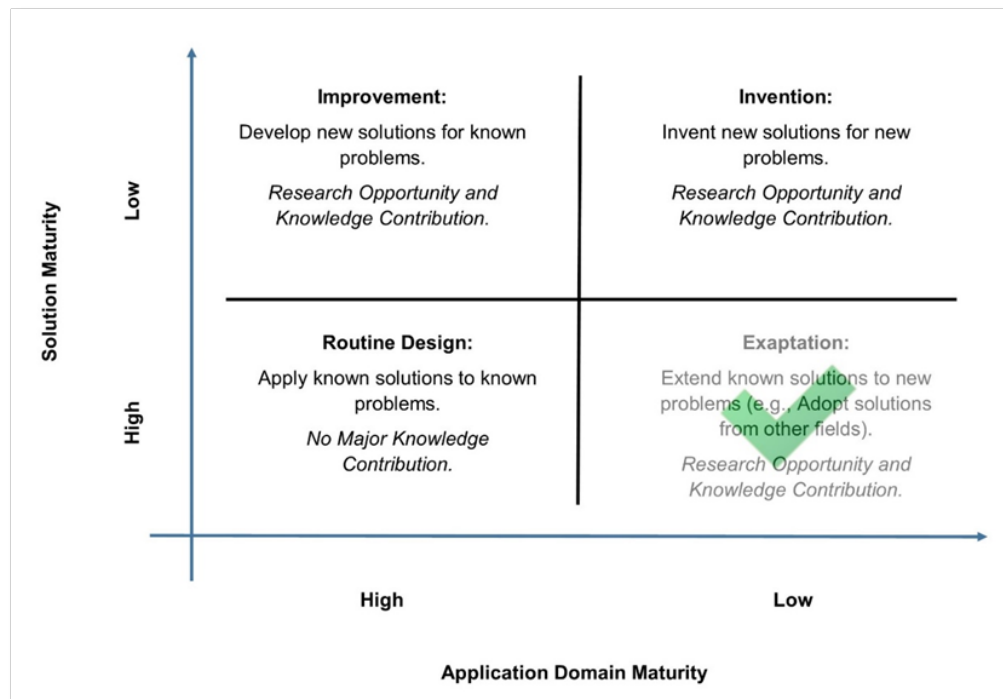 Improvement:
Develop new solutions for known
problems.
Research Opportunity and
Knowledge Contribution.
Invention:
Invent new solutions for new
problems.
Research Opportunity and
Knowledge Contribution.
Solution Maturity
Low
High
Routine Design:
Apply known solutions to known
problems.
No Major Knowledge
Contribution.
Exaptation:
Extend known solutions to new
problems (e.g., Adopt solutions
from other fields).
Research Opportunity and
Knowledge Contribution.
High
Low
Application Domain Maturity